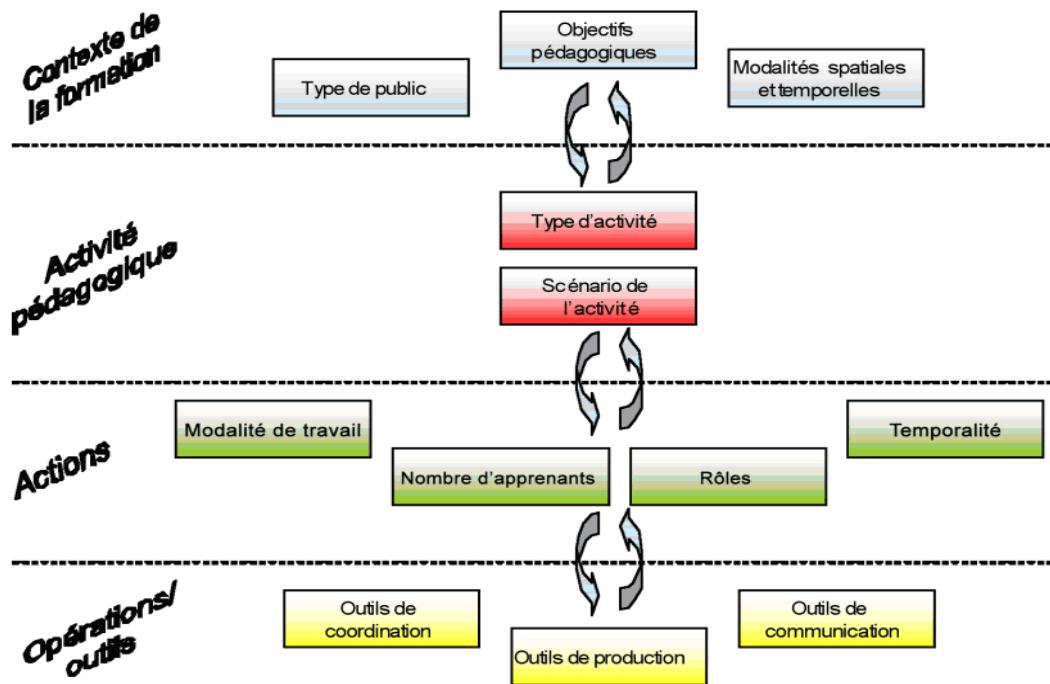 Contexte de
la formation
Objectifs
pédagogiques
Type de public
Modalités spatiales
et temporelles
Activité
pédagogique
Type d'activité
Scénario de
l'activité
Actions
Modalité de travail
Temporalité
Nombre d'apprenants
Rôles
Opérations/
outils
Outils de
coordination
Outils de production
Outils de
communication